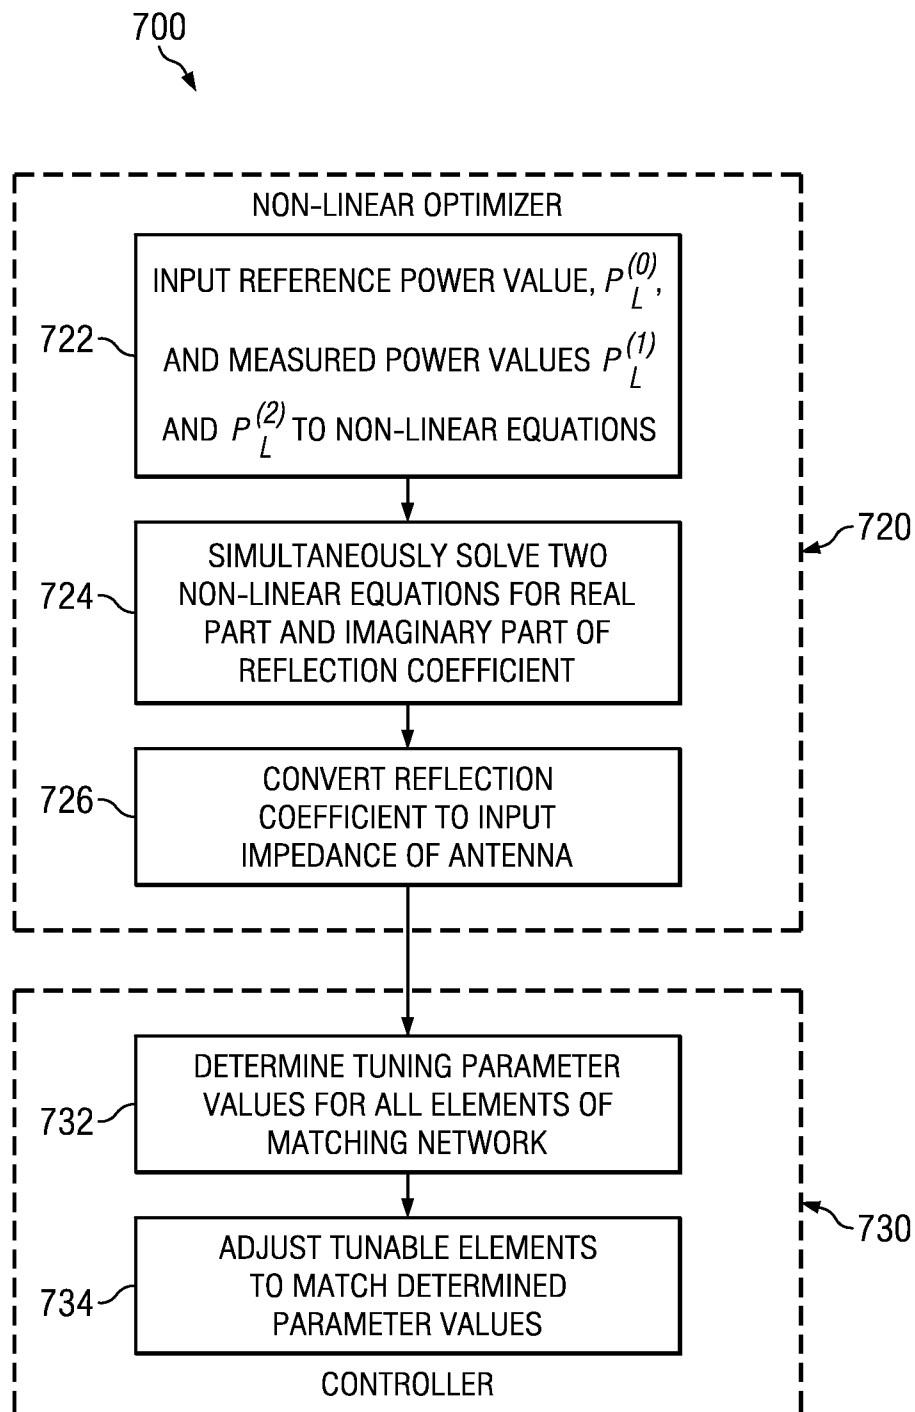 700
NON-LINEAR OPTIMIZER
INPUT REFERENCE POWER VALUE, P_L^(0),
722
AND MEASURED POWER VALUES P_L^(1)
AND P_L^(2) TO NON-LINEAR EQUATIONS
720
SIMULTANEOUSLY SOLVE TWO
724
NON-LINEAR EQUATIONS FOR REAL
PART AND IMAGINARY PART OF
REFLECTION COEFFICIENT
CONVERT REFLECTION
726
COEFFICIENT TO INPUT
IMPEDANCE OF ANTENNA
DETERMINE TUNING PARAMETER
732
VALUES FOR ALL ELEMENTS OF
MATCHING NETWORK
730
ADJUST TUNABLE ELEMENTS
734
TO MATCH DETERMINED
PARAMETER VALUES
CONTROLLER